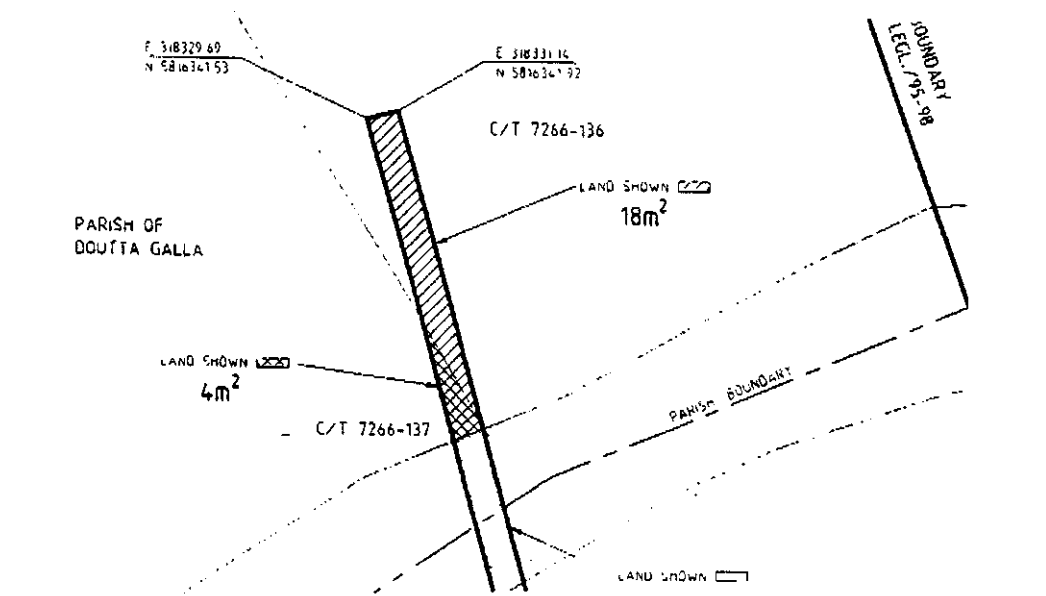 E 318329.69
N 5816341.53
E 318331.14
N 5816341.92
BOUNDARY
LEGL./95-98
C/T 7266-136
LAND SHOWN
18m²
PARISH OF
DOUTTA GALLA
LAND SHOWN
4m²
PARISH BOUNDARY
C/T 7266-137
LAND SHOWN